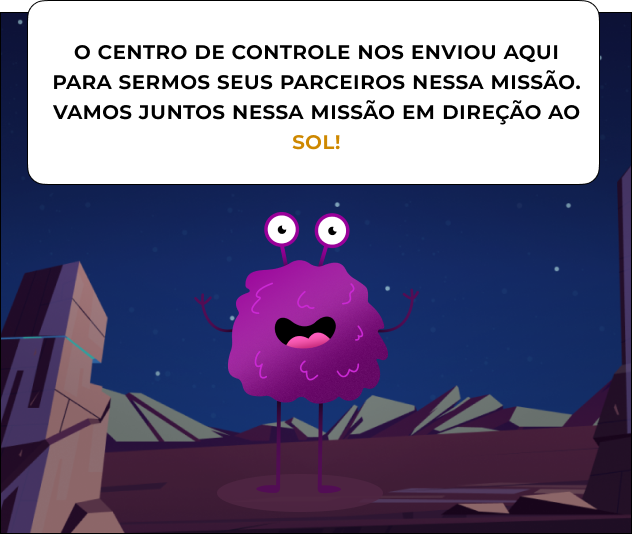 O CENTRO DE CONTROLE NOS ENVIOU AQUI
PARA SERMOS SEUS PARCEIROS NESSA MISSÃO.
VAMOS JUNTOS NESSA MISSÃO EM DIREÇÃO AO
SOL!